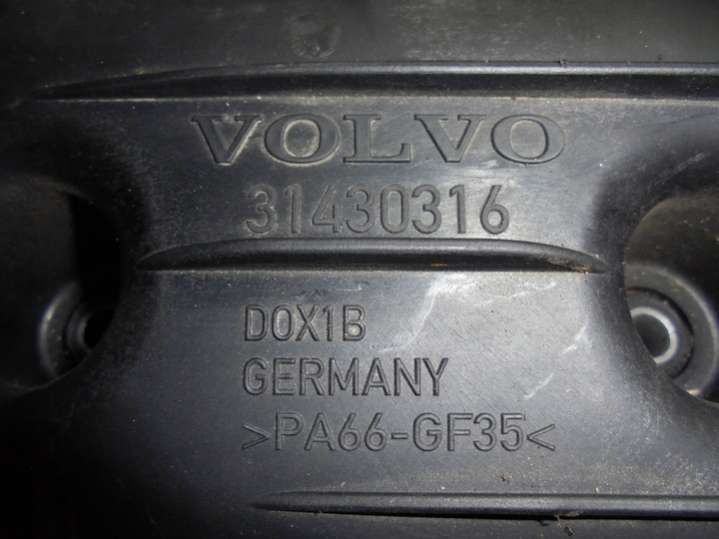 VOLVO
31430316
D0X1B
GERMANY
>PA66-GF35<